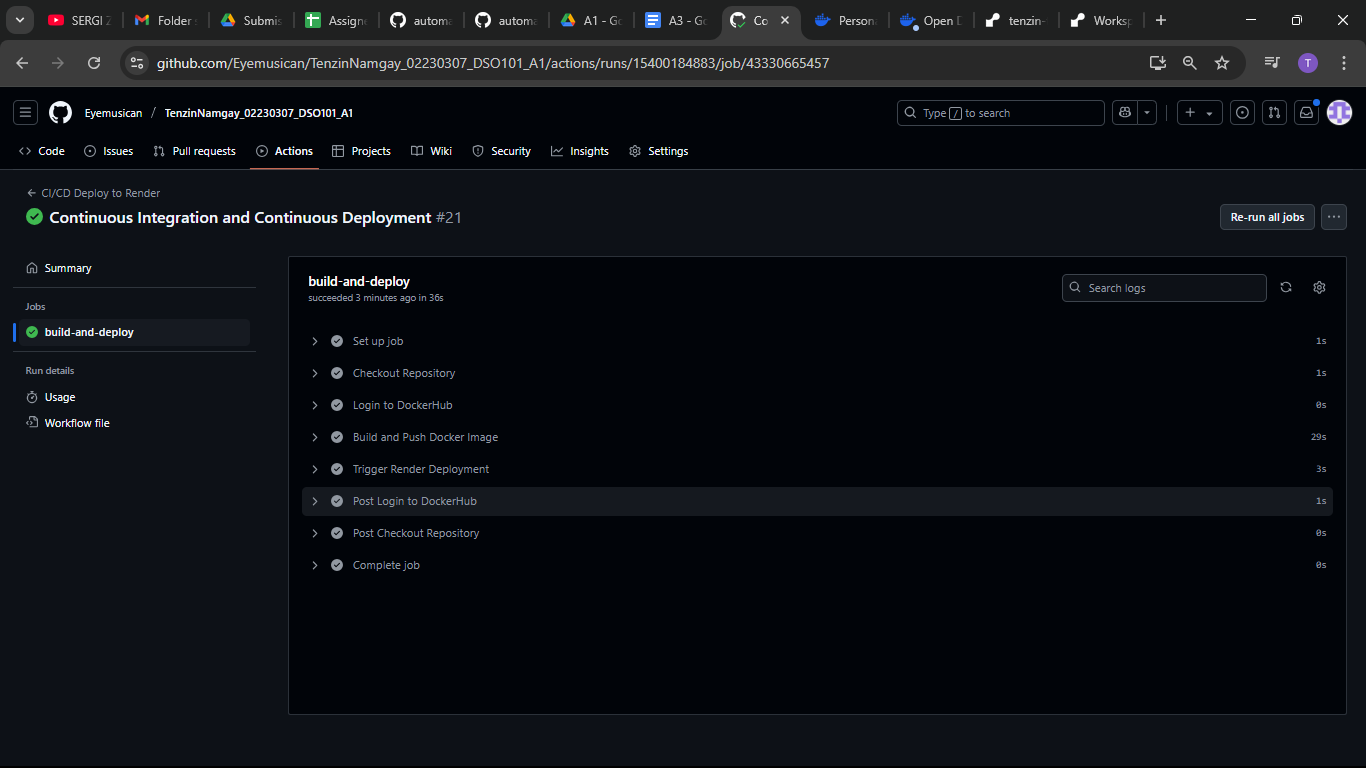 SERGI Z
Folder
Submis
Assign
automa
automa
A1 - Go
A3 - Go
Co
Persona
Open D
tenzin-
Worksp
github.com/Eyemusican/TenzinNamgay_02230307_DSO101_A1/actions/runs/15400184883/job/43330665457
T
Eyemusican / TenzinNamgay_02230307_DSO101_A1
Type / to search
Code Issues Pull requests Actions Projects Wiki Security Insights Settings
CI/CD Deploy to Render
Continuous Integration and Continuous Deployment #21
Re-run all jobs
Summary
Jobs
build-and-deploy
Run details
Usage
Workflow file
build-and-deploy
succeeded 3 minutes ago in 36s
Search logs
Set up job 1s
Checkout Repository 1s
Login to DockerHub 0s
Build and Push Docker Image 29s
Trigger Render Deployment 3s
Post Login to DockerHub 1s
Post Checkout Repository 0s
Complete job 0s